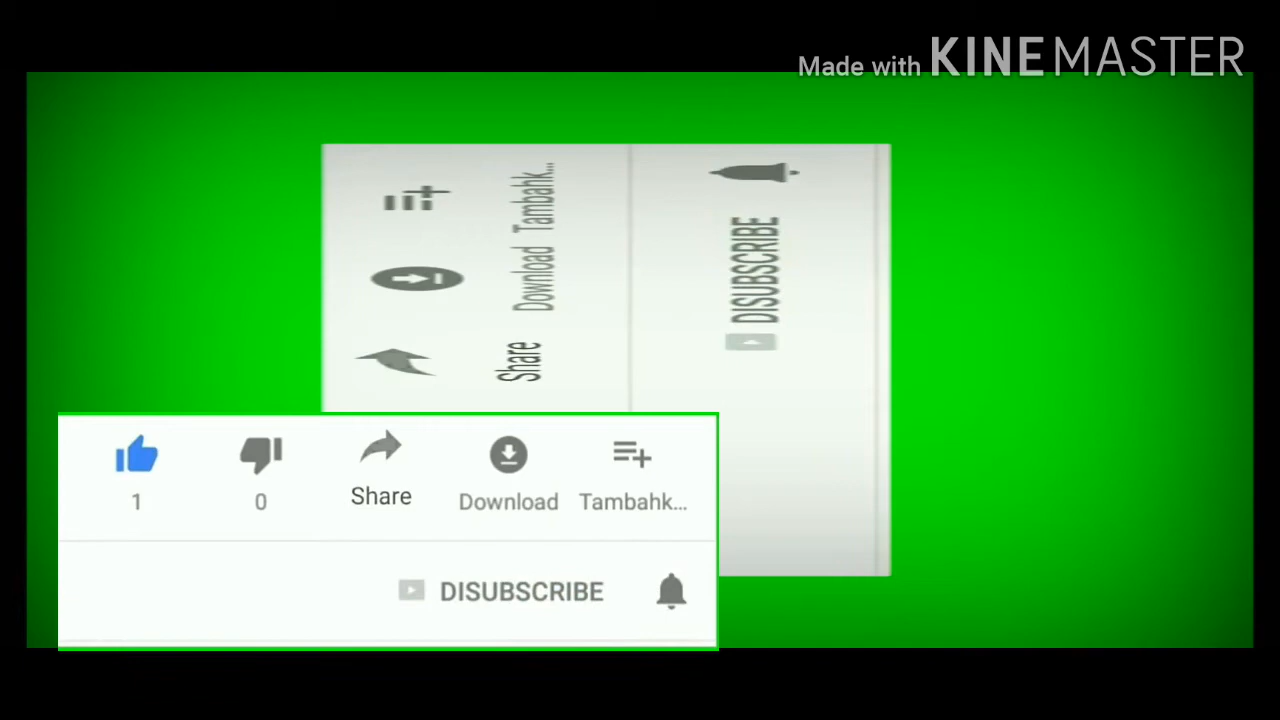 Made with KINEMASTER
Download Tambahk...
Share
DISUBSCRIBE
1 0 Share Download Tambahk...
DISUBSCRIBE